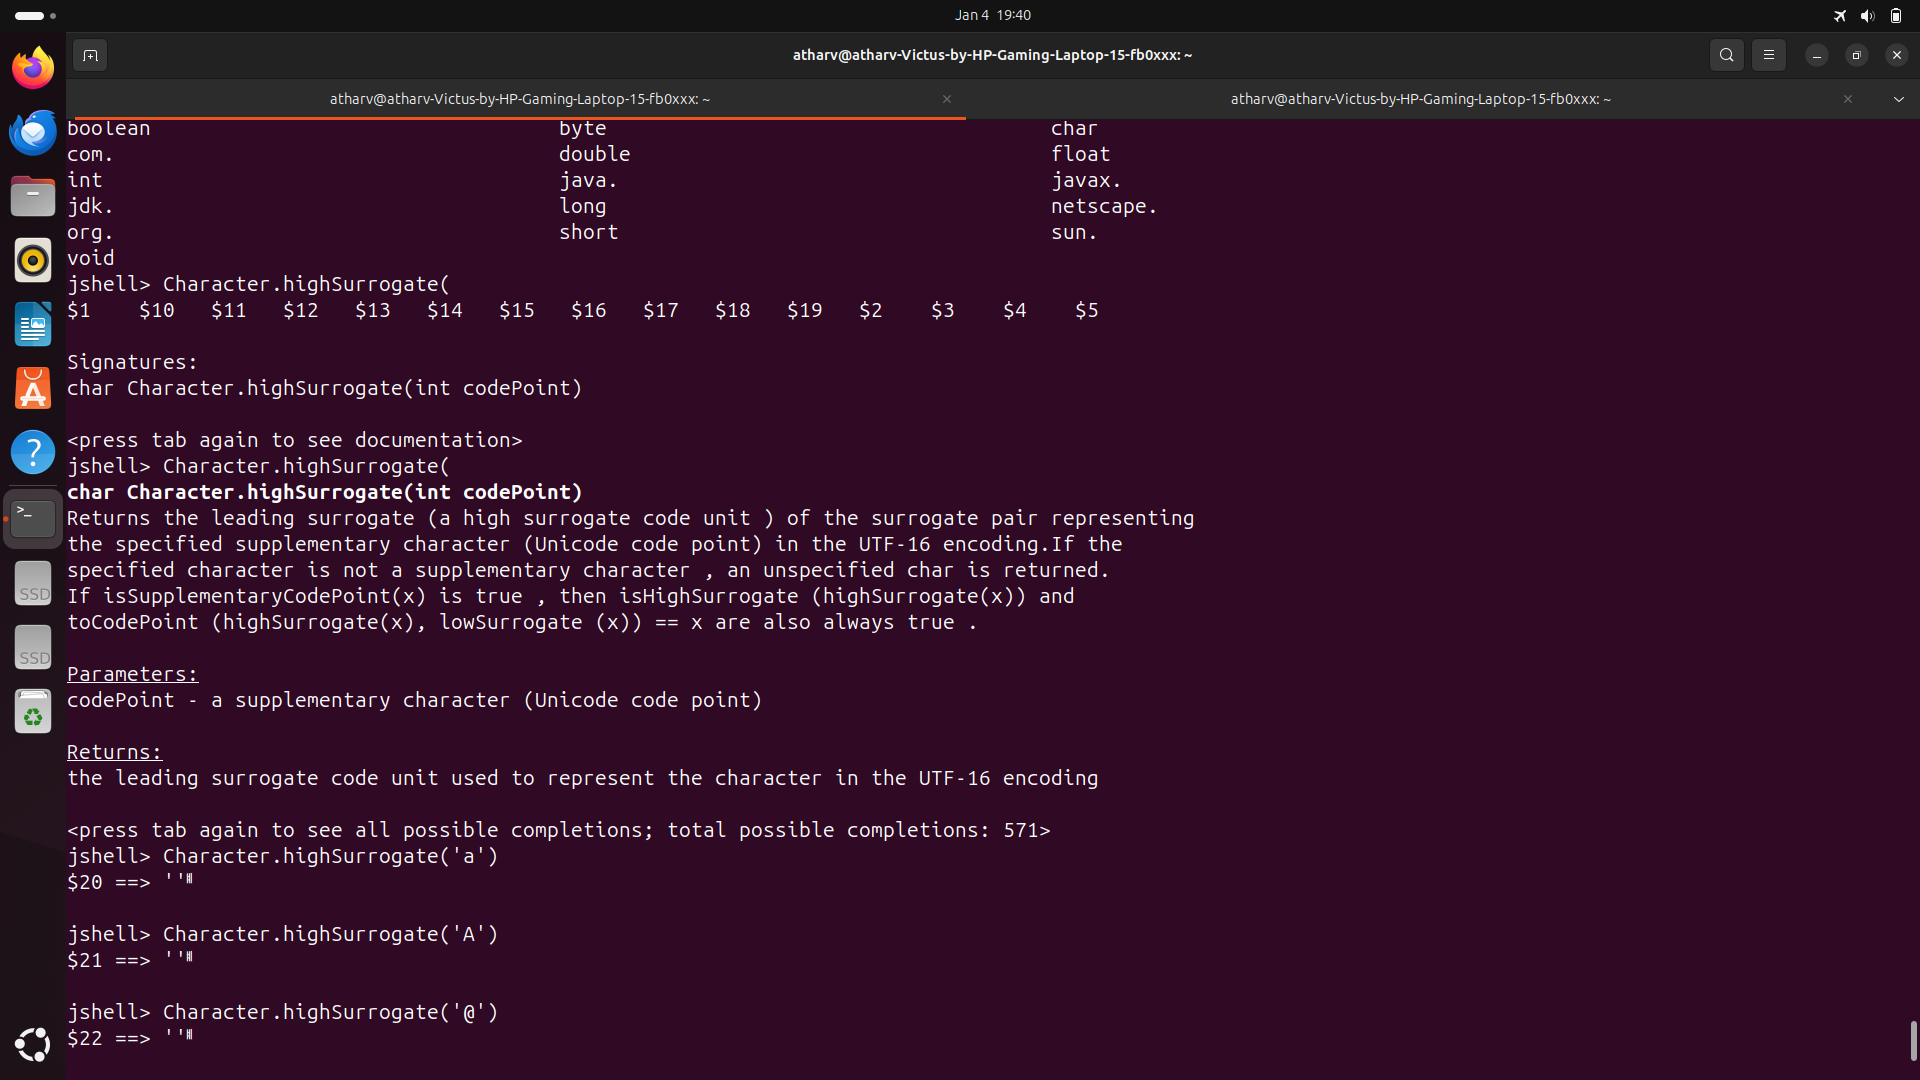 Jan 4 19:40
atharv@atharv-Victus-by-HP-Gaming-Laptop-15-fb0xxx: ~
atharv@atharv-Victus-by-HP-Gaming-Laptop-15-fb0xxx: ~ atharv@atharv-Victus-by-HP-Gaming-Laptop-15-fb0xxx: ~
boolean byte char
com. double float
int java. javax.
jdk. long netscape.
org. short sun.
void
jshell> Character.highSurrogate(
$1 $10 $11 $12 $13 $14 $15 $16 $17 $18 $19 $2 $3 $4 $5
Signatures:
char Character.highSurrogate(int codePoint)
<press tab again to see documentation>
jshell> Character.highSurrogate(
char Character.highSurrogate(int codePoint)
Returns the leading surrogate (a high surrogate code unit ) of the surrogate pair representing
the specified supplementary character (Unicode code point) in the UTF-16 encoding.If the
specified character is not a supplementary character , an unspecified char is returned.
If isSupplementaryCodePoint(x) is true , then isHighSurrogate (highSurrogate(x)) and
toCodePoint (highSurrogate(x), lowSurrogate (x)) == x are also always true .
Parameters:
codePoint - a supplementary character (Unicode code point)
Returns:
the leading surrogate code unit used to represent the character in the UTF-16 encoding
<press tab again to see all possible completions; total possible completions: 571>
jshell> Character.highSurrogate('a')
$20 ==> ''
jshell> Character.highSurrogate('A')
$21 ==> ''
jshell> Character.highSurrogate('@')
$22 ==> ''
SSD
SSD